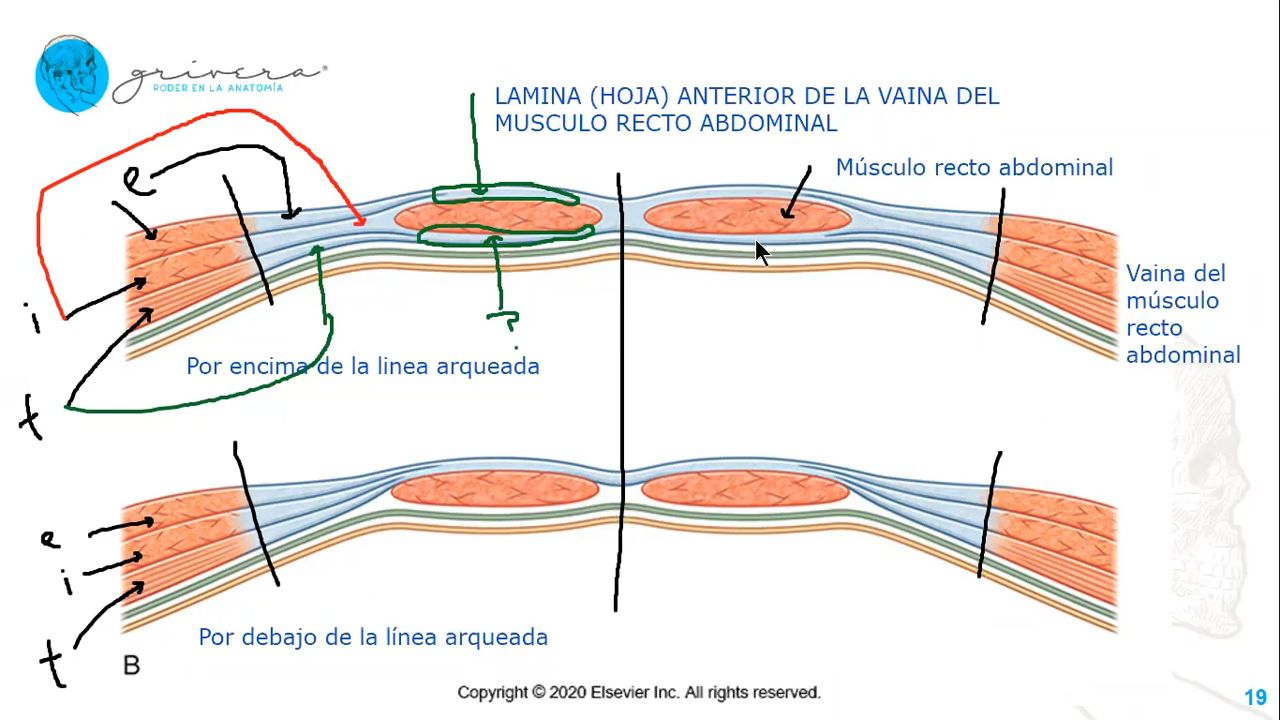 grivera®
PODER EN LA ANATOMÍA
LAMINA (HOJA) ANTERIOR DE LA VAINA DEL
MUSCULO RECTO ABDOMINAL
Músculo recto abdominal
e
i
t
?
Vaina del
músculo
recto
abdominal
Por encima de la linea arqueada
e
i
t
Por debajo de la línea arqueada
B
Copyright © 2020 Elsevier Inc. All rights reserved.
19